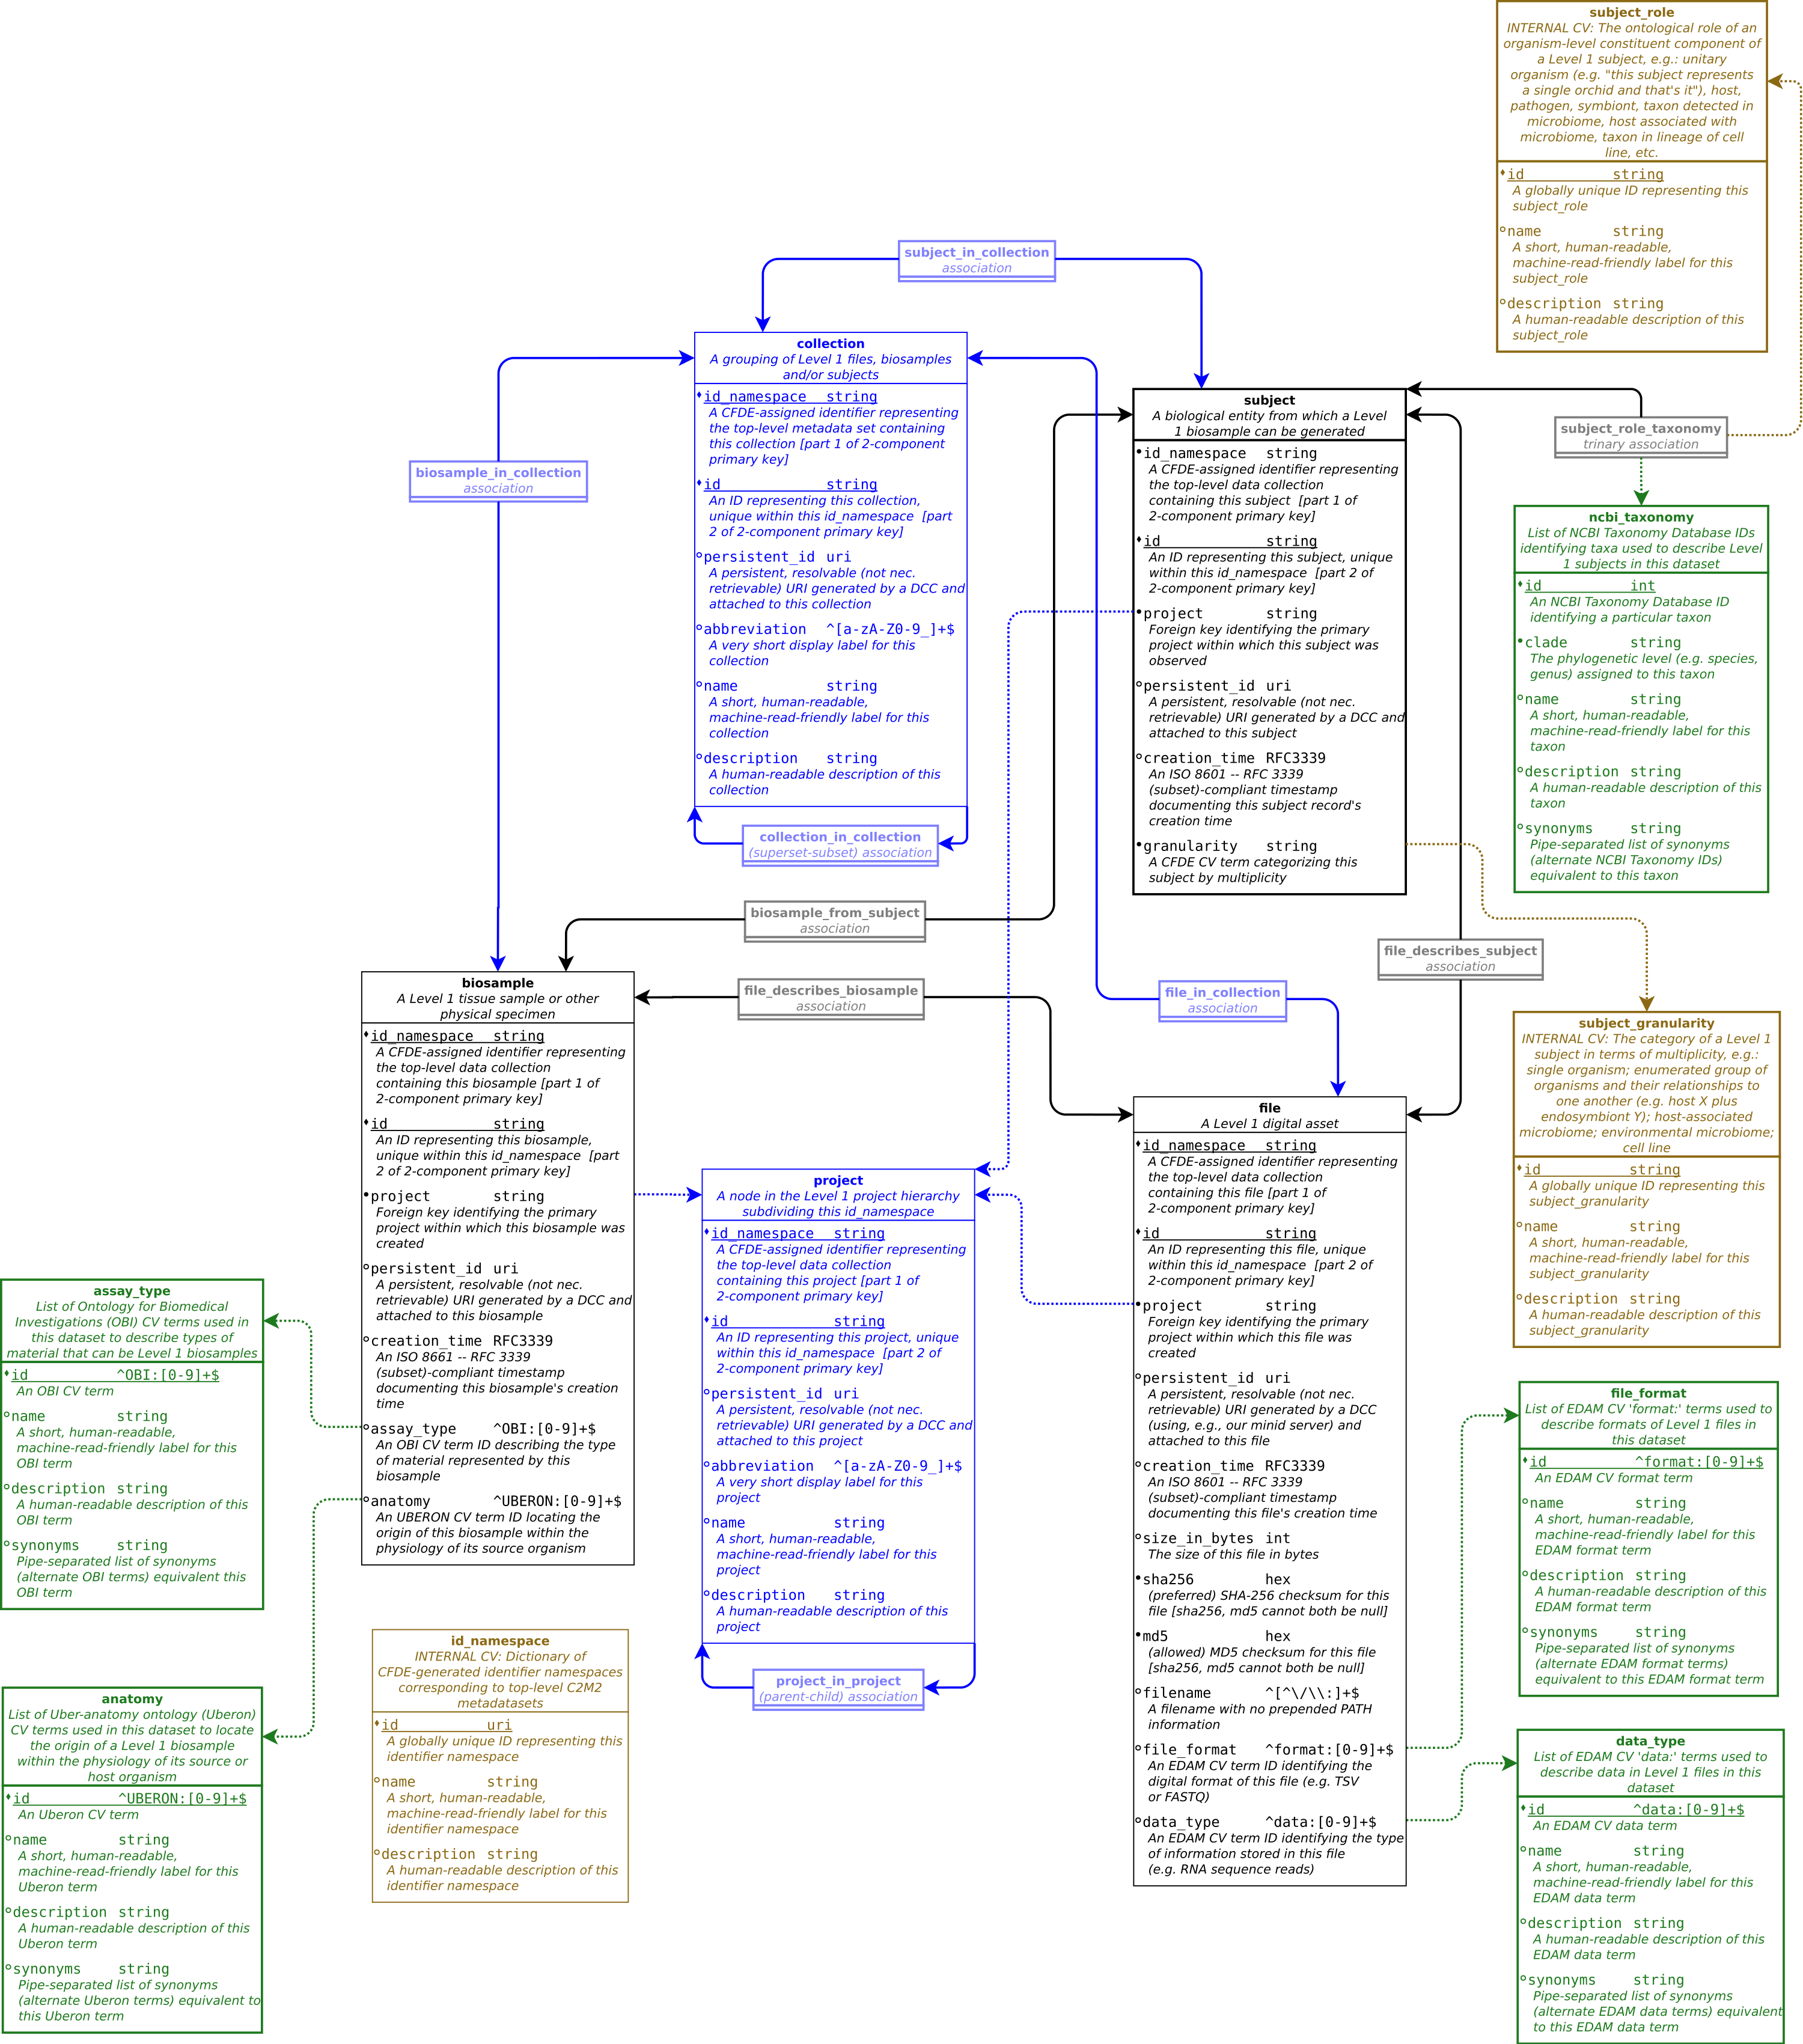 subject_role
INTERNAL CV: The ontological role of an
organism-level constituent component of
a Level 1 subject, e.g.: unitary
organism (e.g. "this subject represents
a single orchid and that's it"), host,
pathogen, symbiont, taxon detected in
microbiome, host associated with
microbiome, taxon in lineage of cell
line, etc.
id string
A globally unique ID representing this
subject_role
name string
A short, human-readable,
machine-read-friendly label for this
subject_role
description string
A human-readable description of this
subject_role
subject_in_collection
association
collection
A grouping of Level 1 files, biosamples
and/or subjects
id_namespace string
A CFDE-assigned identifier representing
the top-level metadata set containing
this collection [part 1 of 2-component
primary key]
id string
An ID representing this collection,
unique within this id_namespace [part
2 of 2-component primary key]
persistent_id uri
A persistent, resolvable (not nec.
retrievable) URI generated by a DCC and
attached to this collection
abbreviation ^[a-zA-Z0-9_]+$
A very short display label for this
collection
name string
A short, human-readable,
machine-read-friendly label for this
collection
description string
A human-readable description of this
collection
collection_in_collection
(superset-subset) association
biosample_in_collection
association
subject
A biological entity from which a Level
1 biosample can be generated
id_namespace string
A CFDE-assigned identifier representing
the top-level data collection
containing this subject [part 1 of
2-component primary key]
id string
An ID representing this subject, unique
within this id_namespace [part 2 of
2-component primary key]
project string
Foreign key identifying the primary
project within which this subject was
observed
persistent_id uri
A persistent, resolvable (not nec.
retrievable) URI generated by a DCC and
attached to this subject
creation_time RFC3339
An ISO 8601 -- RFC 3339
(subset)-compliant timestamp
documenting this subject record's
creation time
granularity string
A CFDE CV term categorizing this
subject by multiplicity
subject_role_taxonomy
trinary association
ncbi_taxonomy
List of NCBI Taxonomy Database IDs
identifying taxa used to describe Level
1 subjects in this dataset
id int
An NCBI Taxonomy Database ID
identifying a particular taxon
clade string
The phylogenetic level (e.g. species,
genus) assigned to this taxon
name string
A short, human-readable,
machine-read-friendly label for this
taxon
description string
A human-readable description of this
taxon
synonyms string
Pipe-separated list of synonyms
(alternate NCBI Taxonomy IDs)
equivalent to this taxon
biosample_from_subject
association
file_describes_biosample
association
file_in_collection
association
file_describes_subject
association
biosample
A Level 1 tissue sample or other
physical specimen
id_namespace string
A CFDE-assigned identifier representing
the top-level data collection
containing this biosample [part 1 of
2-component primary key]
id string
An ID representing this biosample,
unique within this id_namespace [part
2 of 2-component primary key]
project string
Foreign key identifying the primary
project within which this biosample was
created
persistent_id uri
A persistent, resolvable (not nec.
retrievable) URI generated by a DCC and
attached to this biosample
creation_time RFC3339
An ISO 8661 -- RFC 3339
(subset)-compliant timestamp
documenting this biosample's creation
time
assay_type ^OBI:[0-9]+$
An OBI CV term ID describing the type
of material represented by this
biosample
anatomy ^UBERON:[0-9]+$
An UBERON CV term ID locating the
origin of this biosample within the
physiology of its source organism
project
A node in the Level 1 project hierarchy
subdividing this id_namespace
id_namespace string
A CFDE-assigned identifier representing
the top-level data collection
containing this project [part 1 of
2-component primary key]
id string
An ID representing this project, unique
within this id_namespace [part 2 of
2-component primary key]
persistent_id uri
A persistent, resolvable (not nec.
retrievable) URI generated by a DCC and
attached to this project
abbreviation ^[a-zA-Z0-9_]+$
A very short display label for this
project
name string
A short, human-readable,
machine-read-friendly label for this
project
description string
A human-readable description of this
project
project_in_project
(parent-child) association
file
A Level 1 digital asset
id_namespace string
A CFDE-assigned identifier representing
the top-level data collection
containing this file [part 1 of
2-component primary key]
id string
An ID representing this file, unique
within this id_namespace [part 2 of
2-component primary key]
project string
Foreign key identifying the primary
project within which this file was
created
persistent_id uri
A persistent, resolvable (not nec.
retrievable) URI generated by a DCC
(using, e.g., our minid server) and
attached to this file
creation_time RFC3339
An ISO 8601 -- RFC 3339
(subset)-compliant timestamp
documenting this file's creation time
size_in_bytes int
The size of this file in bytes
sha256 hex
(preferred) SHA-256 checksum for this
file [sha256, md5 cannot both be null]
md5 hex
(allowed) MD5 checksum for this file
[sha256, md5 cannot both be null]
filename ^[^\/\\:]+$
A filename with no prepended PATH
information
file_format ^format:[0-9]+$
An EDAM CV term ID identifying the
digital format of this file (e.g. TSV
or FASTQ)
data_type ^data:[0-9]+$
An EDAM CV term ID identifying the type
of information stored in this file
(e.g. RNA sequence reads)
subject_granularity
INTERNAL CV: The category of a Level 1
subject in terms of multiplicity, e.g.:
single organism; enumerated group of
organisms and their relationships to
one another (e.g. host X plus
endosymbiont Y); host-associated
microbiome; environmental microbiome;
cell line
id string
A globally unique ID representing this
subject_granularity
name string
A short, human-readable,
machine-read-friendly label for this
subject_granularity
description string
A human-readable description of this
subject_granularity
assay_type
List of Ontology for Biomedical
Investigations (OBI) CV terms used in
this dataset to describe types of
material that can be Level 1 biosamples
id ^OBI:[0-9]+$
An OBI CV term
name string
A short, human-readable,
machine-read-friendly label for this
OBI term
description string
A human-readable description of this
OBI term
synonyms string
Pipe-separated list of synonyms
(alternate OBI terms) equivalent this
OBI term
anatomy
List of Uber-anatomy ontology (Uberon)
CV terms used in this dataset to locate
the origin of a Level 1 biosample
within the physiology of its source or
host organism
id ^UBERON:[0-9]+$
An Uberon CV term
name string
A short, human-readable,
machine-read-friendly label for this
Uberon term
description string
A human-readable description of this
Uberon term
synonyms string
Pipe-separated list of synonyms
(alternate Uberon terms) equivalent to
this Uberon term
id_namespace
INTERNAL CV: Dictionary of
CFDE-generated identifier namespaces
corresponding to top-level C2M2
metadatasets
id uri
A globally unique ID representing this
identifier namespace
name string
A short, human-readable,
machine-read-friendly label for this
identifier namespace
description string
A human-readable description of this
identifier namespace
file_format
List of EDAM CV 'format:' terms used to
describe formats of Level 1 files in
this dataset
id ^format:[0-9]+$
An EDAM CV format term
name string
A short, human-readable,
machine-read-friendly label for this
EDAM format term
description string
A human-readable description of this
EDAM format term
synonyms string
Pipe-separated list of synonyms
(alternate EDAM format terms)
equivalent to this EDAM format term
data_type
List of EDAM CV 'data:' terms used to
describe data in Level 1 files in this
dataset
id ^data:[0-9]+$
An EDAM CV data term
name string
A short, human-readable,
machine-read-friendly label for this
EDAM data term
description string
A human-readable description of this
EDAM data term
synonyms string
Pipe-separated list of synonyms
(alternate EDAM data terms) equivalent
to this EDAM data term